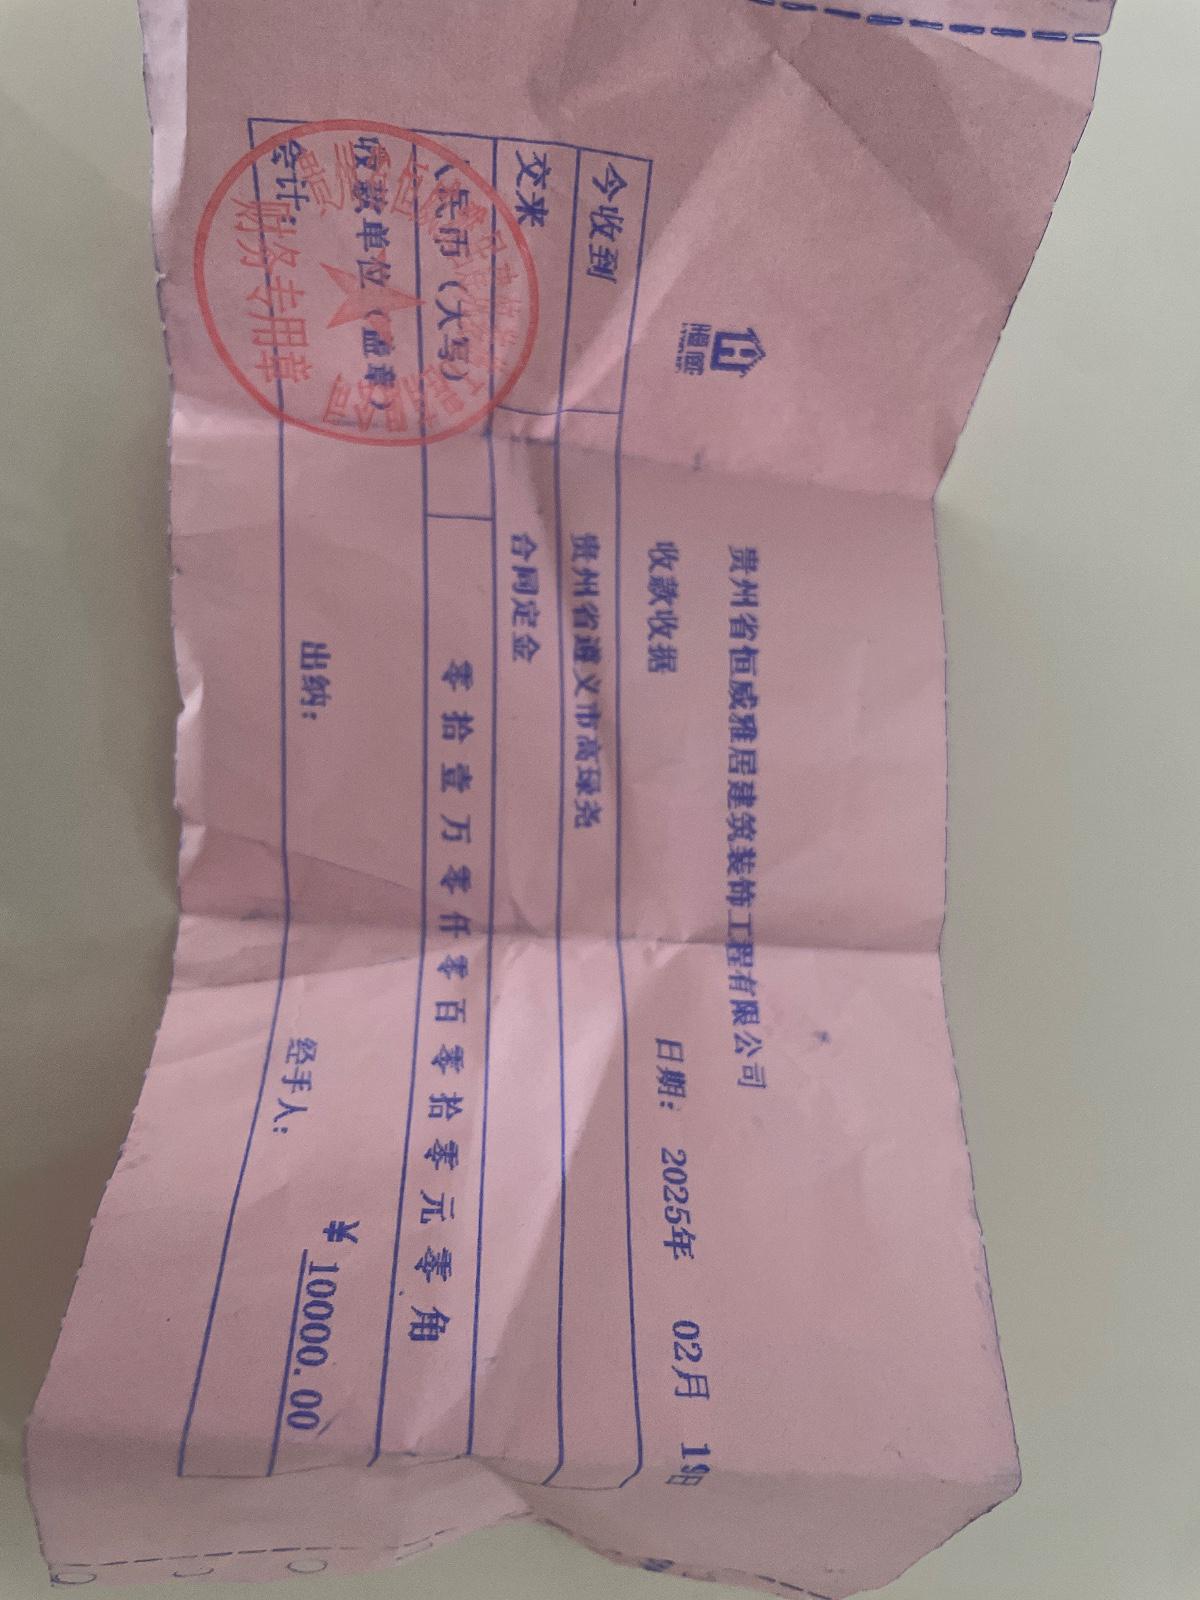 贵州省恒威雅居建筑装饰工程有限公司
收款收据 日期: 2025年 02月 19日
今收到 贵州省遵义市高琭尧
交来 合同定金
人民币(大写) 零拾壹万零仟零百零拾零元零角
收款单位(盖章) ¥ 10000.00
会计: 出纳: 经手人:
财务专用章